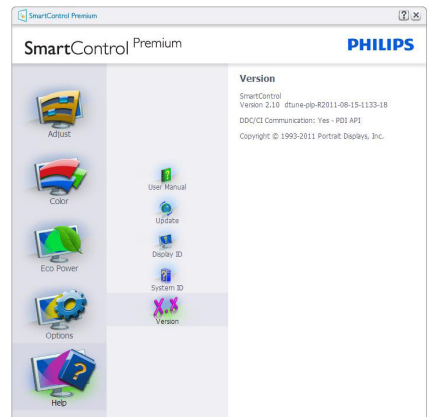 SmartControl Premium
SmartControl Premium
PHILIPS
Adjust
Color
Eco Power
Options
Help
User Manual
Update
Display ID
System ID
X.X
Version
Version
SmartControl
Version 2.10 dtune-plp-R2011-08-15-1133-18
DDC/CI Communication: Yes - PDI API
Copyright © 1993-2011 Portrait Displays, Inc.